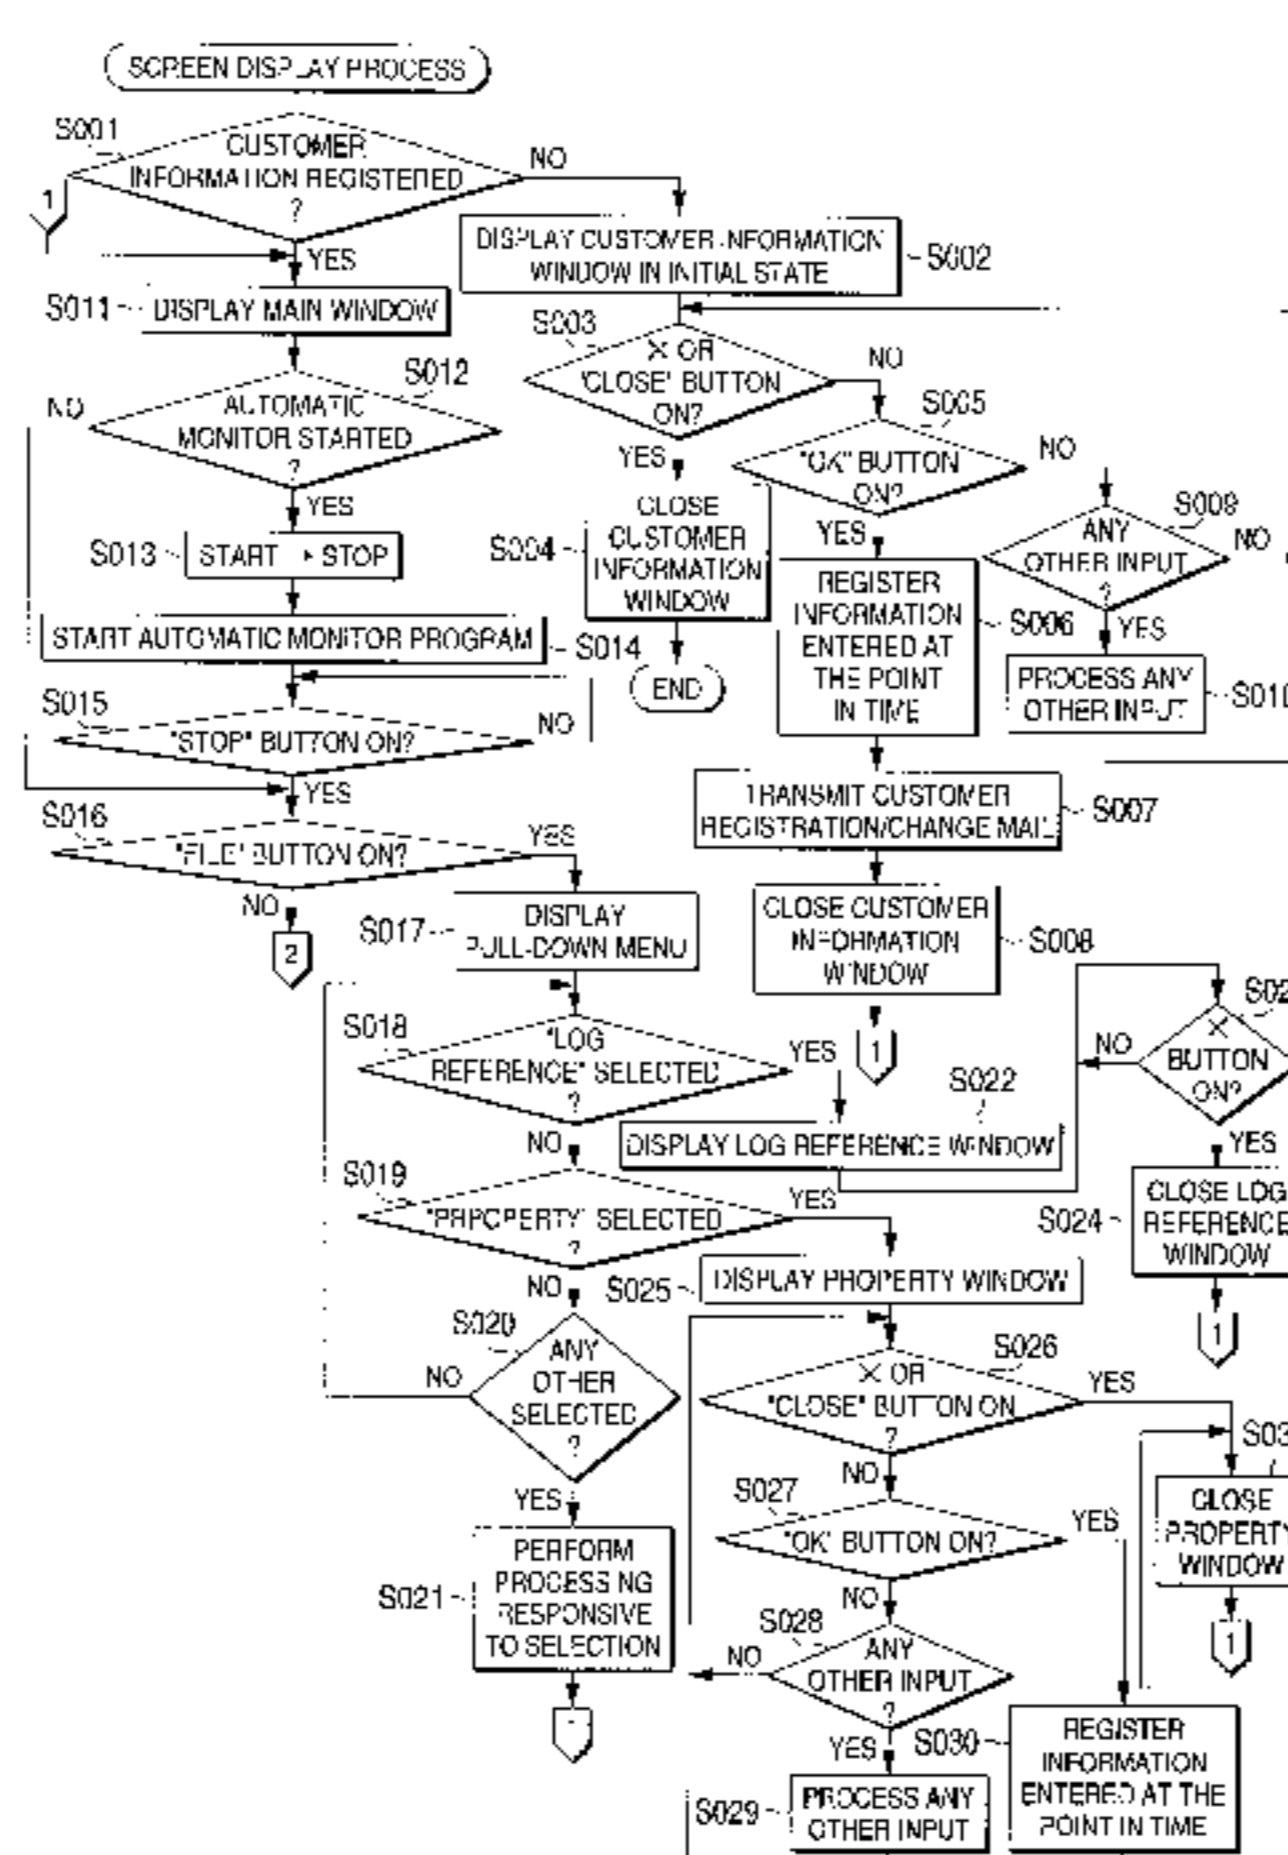 SCREEN DISPLAY PROCESS
S001
CUSTOMER
INFORMATION REGISTERED
?
NO
1
YES
DISPLAY CUSTOMER INFORMATION
WINDOW IN INITIAL STATE
S002
S011
DISPLAY MAIN WINDOW
S003
X OR
"CLOSE" BUTTON
ON?
NO
S012
NO
AUTOMATIC
MONITOR STARTED
?
YES
S005
"OK" BUTTON
ON?
NO
YES
YES
S013
START ▸ STOP
S004
CLOSE
CUSTOMER
INFORMATION
WINDOW
S009
ANY
OTHER INPUT
?
NO
YES
REGISTER
INFORMATION
ENTERED AT
THE POINT
IN TIME
S006
START AUTOMATIC MONITOR PROGRAM
S014
END
PROCESS ANY
OTHER INPUT
S010
S015
"STOP" BUTTON ON?
NO
YES
TRANSMIT CUSTOMER
REGISTRATION/CHANGE MAIL
S007
S016
"FILE" BUTTON ON?
YES
NO
2
S017
DISPLAY
PULL-DOWN MENU
CLOSE CUSTOMER
INFORMATION
WINDOW
S008
1
S018
"LOG
REFERENCE" SELECTED
?
YES
NO
X
BUTTON
ON?
NO
YES
S022
DISPLAY LOG REFERENCE WINDOW
S019
"PRPOPERTY" SELECTED
?
YES
NO
S024
CLOSE LOG
REFERENCE
WINDOW
1
S025
DISPLAY PROPERTY WINDOW
S020
ANY
OTHER
SELECTED
?
NO
YES
S026
X OR
"CLOSE" BUTTON ON
?
YES
NO
S027
"OK" BUTTON ON?
YES
NO
CLOSE
PROPERTY
WINDOW
1
S021
PERFORM
PROCESSING
RESPONSIVE
TO SELECTION
S028
ANY
OTHER INPUT
?
NO
YES
S030
REGISTER
INFORMATION
ENTERED AT THE
POINT IN TIME
S029
PROCESS ANY
OTHER INPUT